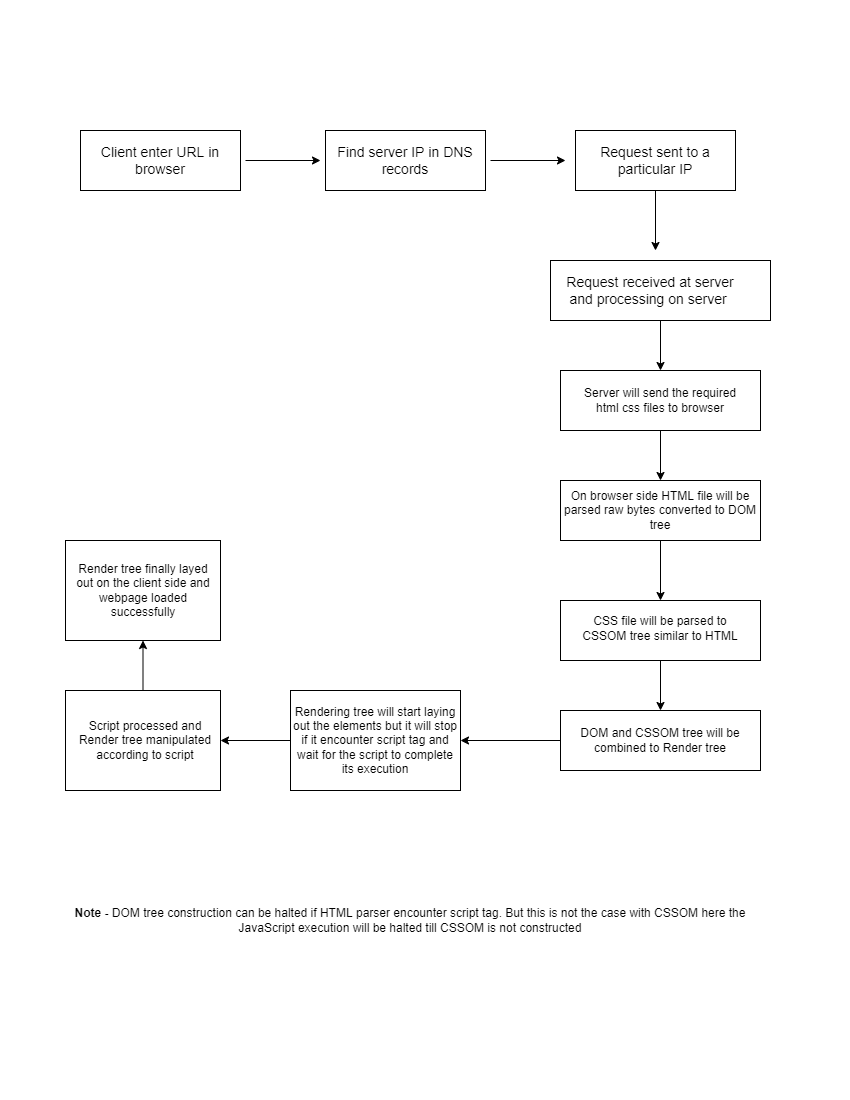 Client enter URL in
browser
Find server IP in DNS
records
Request sent to a
particular IP
Request received at server
and processing on server
Server will send the required
html css files to browser
On browser side HTML file will be
parsed raw bytes converted to DOM
tree
CSS file will be parsed to
CSSOM tree similar to HTML
DOM and CSSOM tree will be
combined to Render tree
Rendering tree will start laying
out the elements but it will stop
if it encounter script tag and
wait for the script to complete
its execution
Script processed and
Render tree manipulated
according to script
Render tree finally layed
out on the client side and
webpage loaded
successfully
Note - DOM tree construction can be halted if HTML parser encounter script tag. But this is not the case with CSSOM here the
JavaScript execution will be halted till CSSOM is not constructed